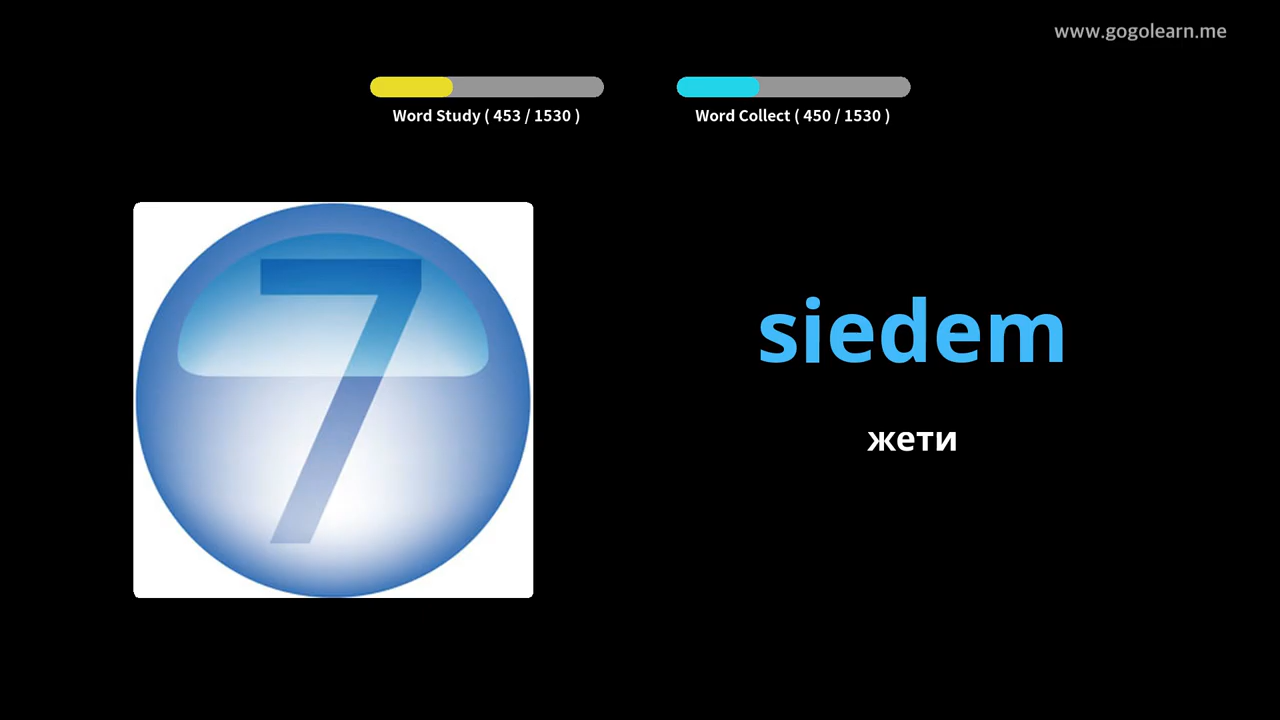 www.gogolearn.me
Word Study ( 453 / 1530 )
Word Collect ( 450 / 1530 )
7
siedem
жети